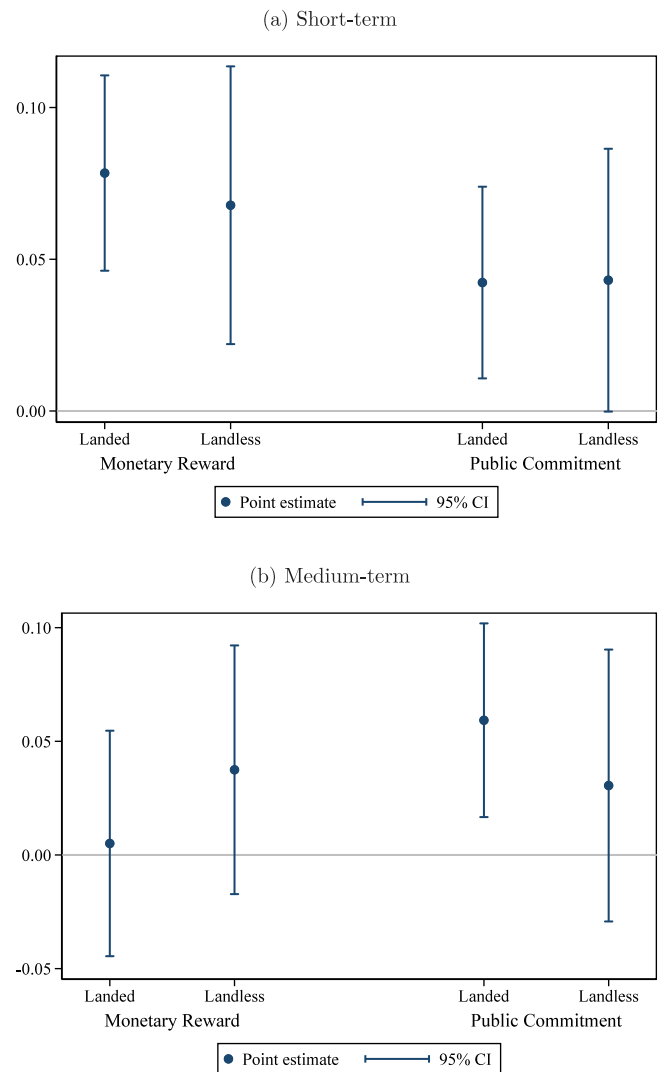 (a) Short-term
0.10
0.05
0.00
Landed Landless Landed Landless
Monetary Reward Public Commitment
Point estimate 95% CI
(b) Medium-term
0.10
0.05
0.00
-0.05
Landed Landless Landed Landless
Monetary Reward Public Commitment
Point estimate 95% CI